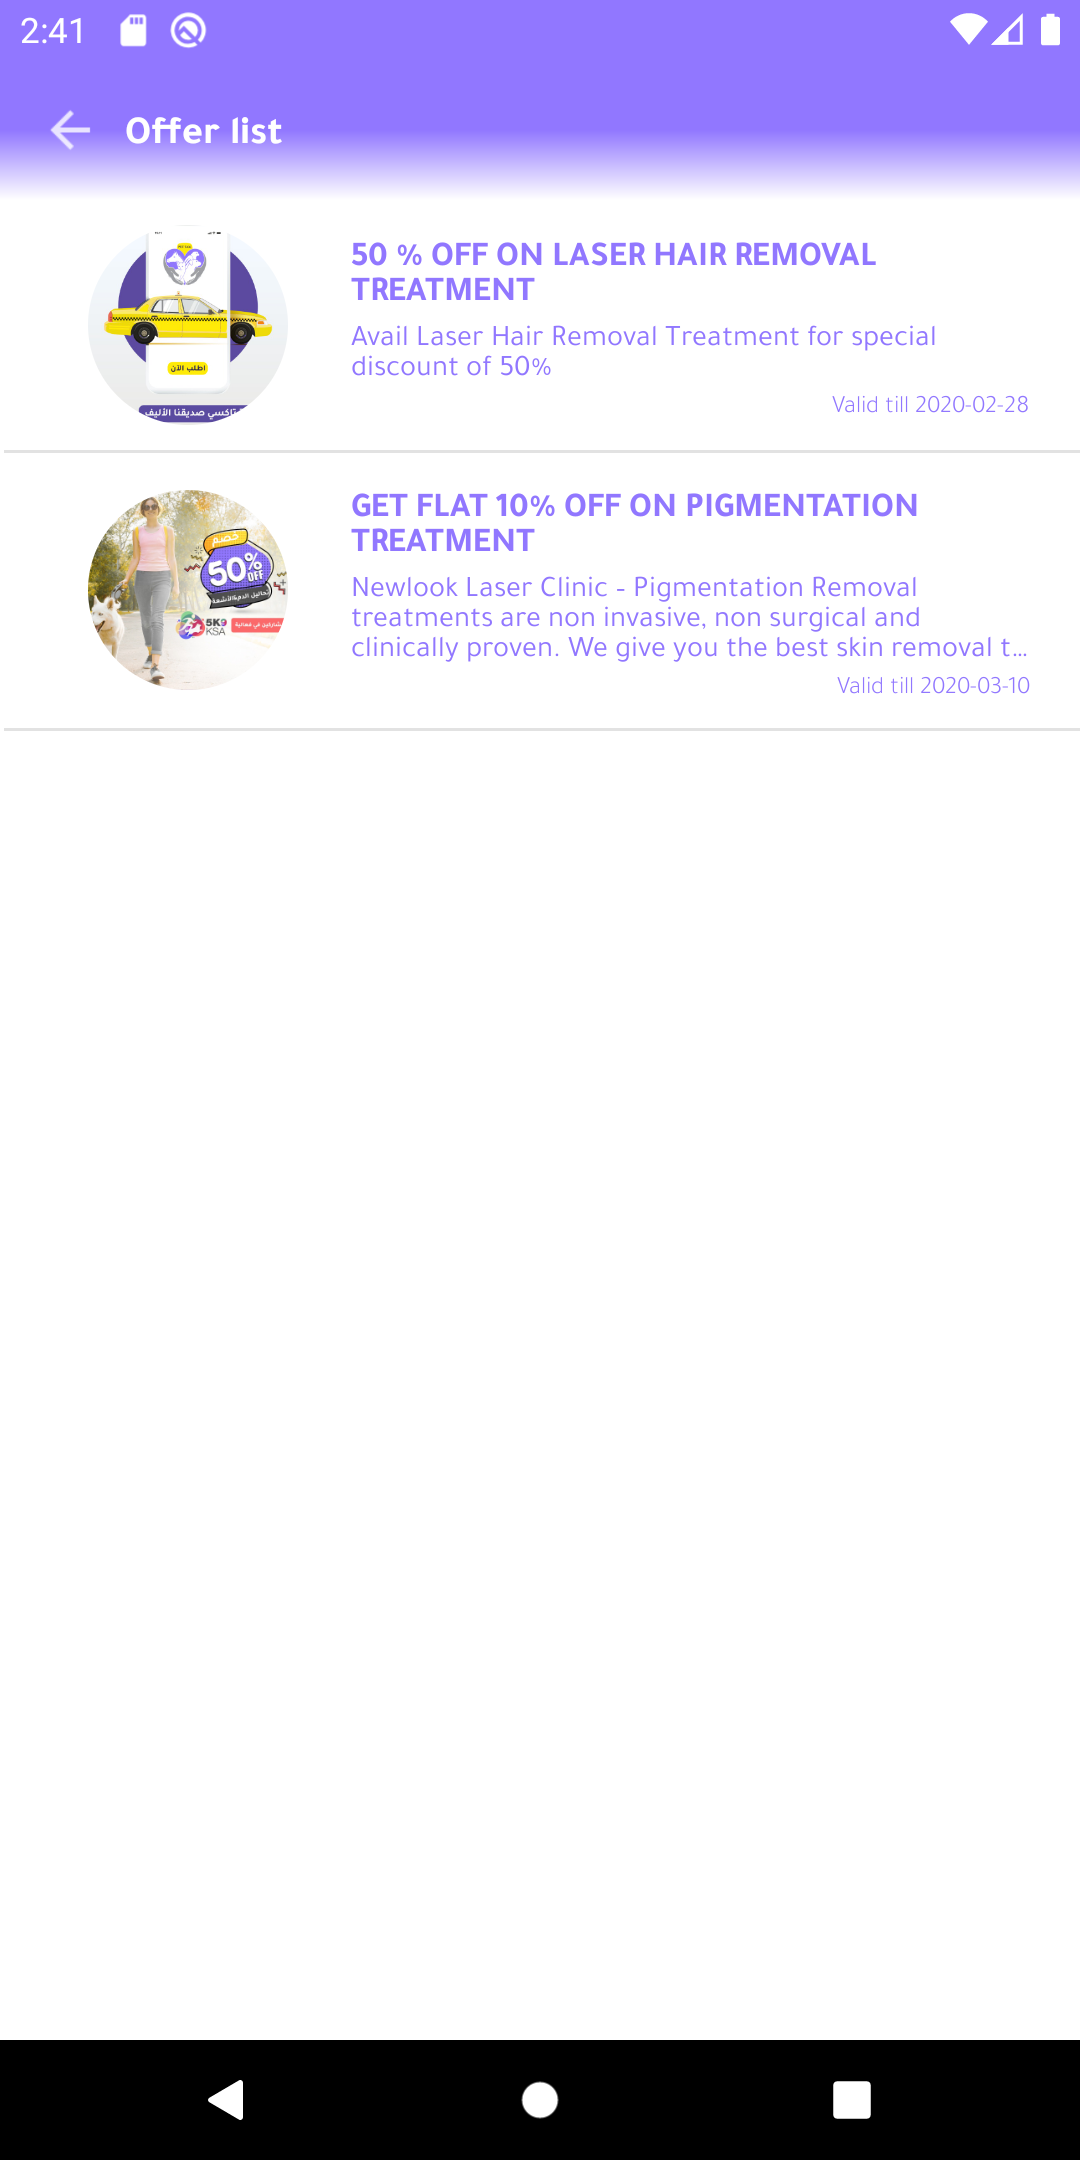 2:41
Offer list
اطلب الآن
تاكسي صديقنا الأليف
50 % OFF ON LASER HAIR REMOVAL
TREATMENT
Avail Laser Hair Removal Treatment for special
discount of 50%
Valid till 2020-02-28
خصم
50%
OFF
5K9
KSA
GET FLAT 10% OFF ON PIGMENTATION
TREATMENT
Newlook Laser Clinic - Pigmentation Removal
treatments are non invasive, non surgical and
clinically proven. We give you the best skin removal t...
Valid till 2020-03-10